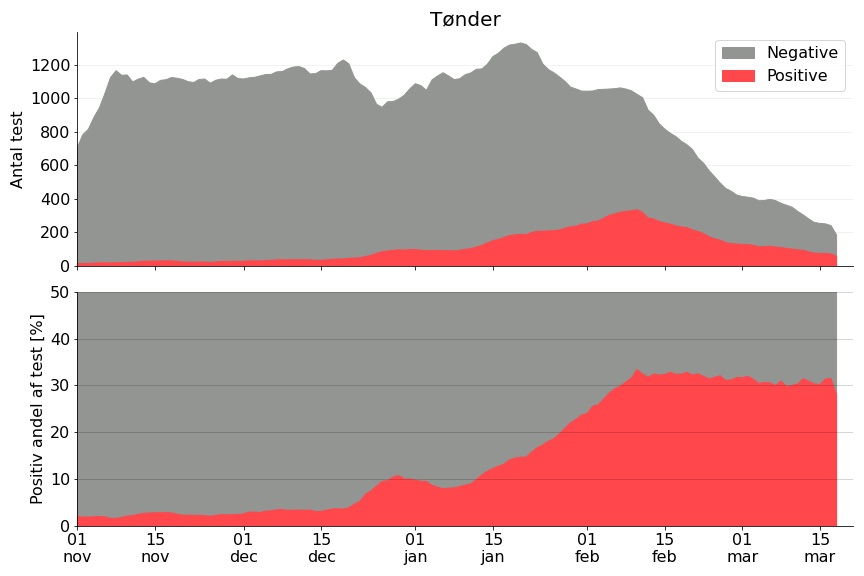 Tønder
Antal test
1200
1000
800
600
400
200
0
Negative
Positive
Positiv andel af test [%]
50
40
30
20
10
0
01 15 01 15 01 15 01 15 01 15
nov nov dec dec jan jan feb feb mar mar